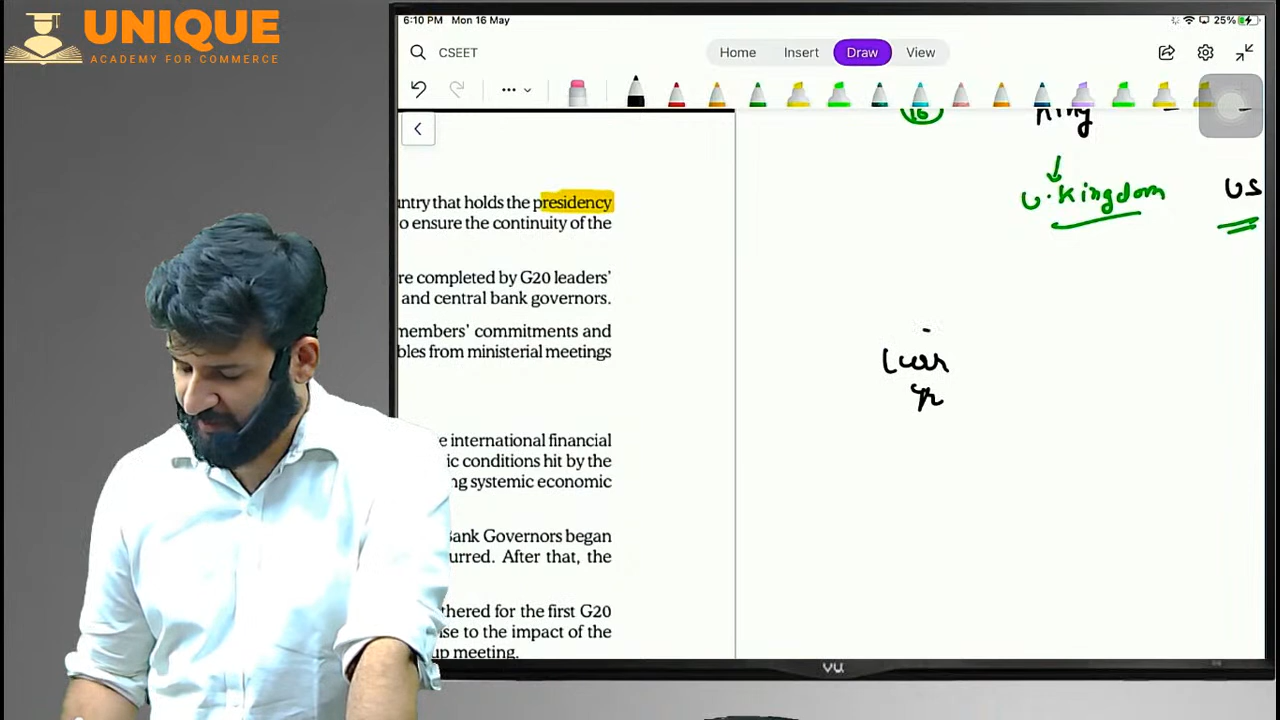 UNIQUE
ACADEMY FOR COMMERCE
6:10 PM Mon 16 May
25%
CSEET
Home Insert Draw View
16
King
U.Kingdom
US
untry that holds the presidency
o ensure the continuity of the
re completed by G20 leaders'
and central bank governors.
members' commitments and
bles from ministerial meetings
e international financial
ic conditions hit by the
ng systemic economic
Bank Governors began
urred. After that, the
thered for the first G20
se to the impact of the
up meeting.
vu